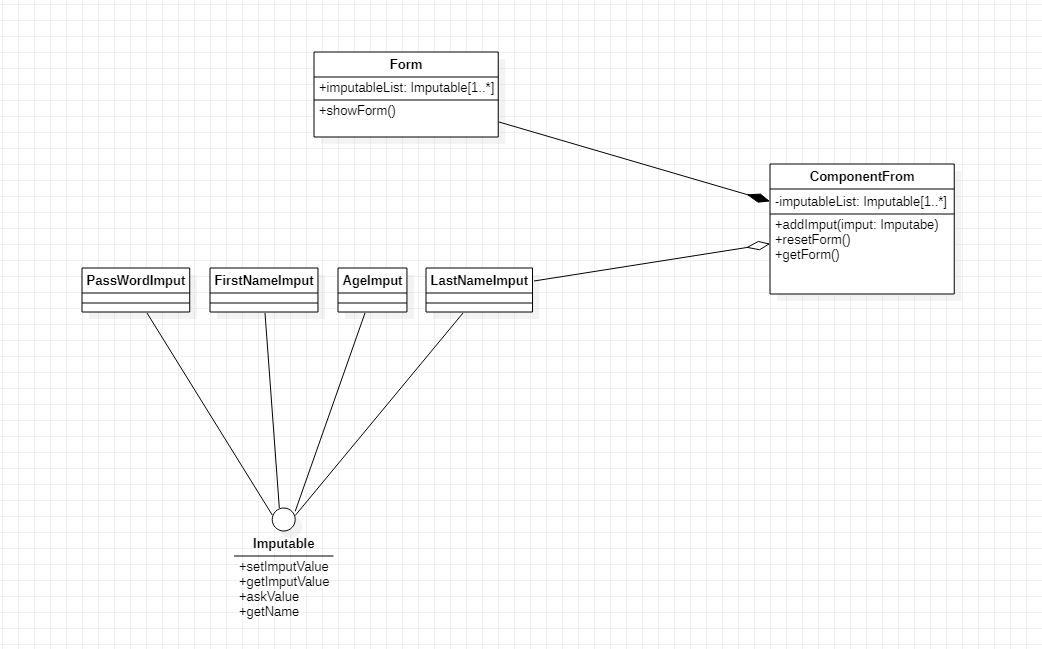 Form
+imputableList: Imputable[1..*]
+showForm()
ComponentFrom
-imputableList: Imputable[1..*]
+addImput(imput: Imputabe)
+resetForm()
+getForm()
PassWordImput
FirstNameImput
AgeImput
LastNameImput
Imputable
+setImputValue
+getImputValue
+askValue
+getName